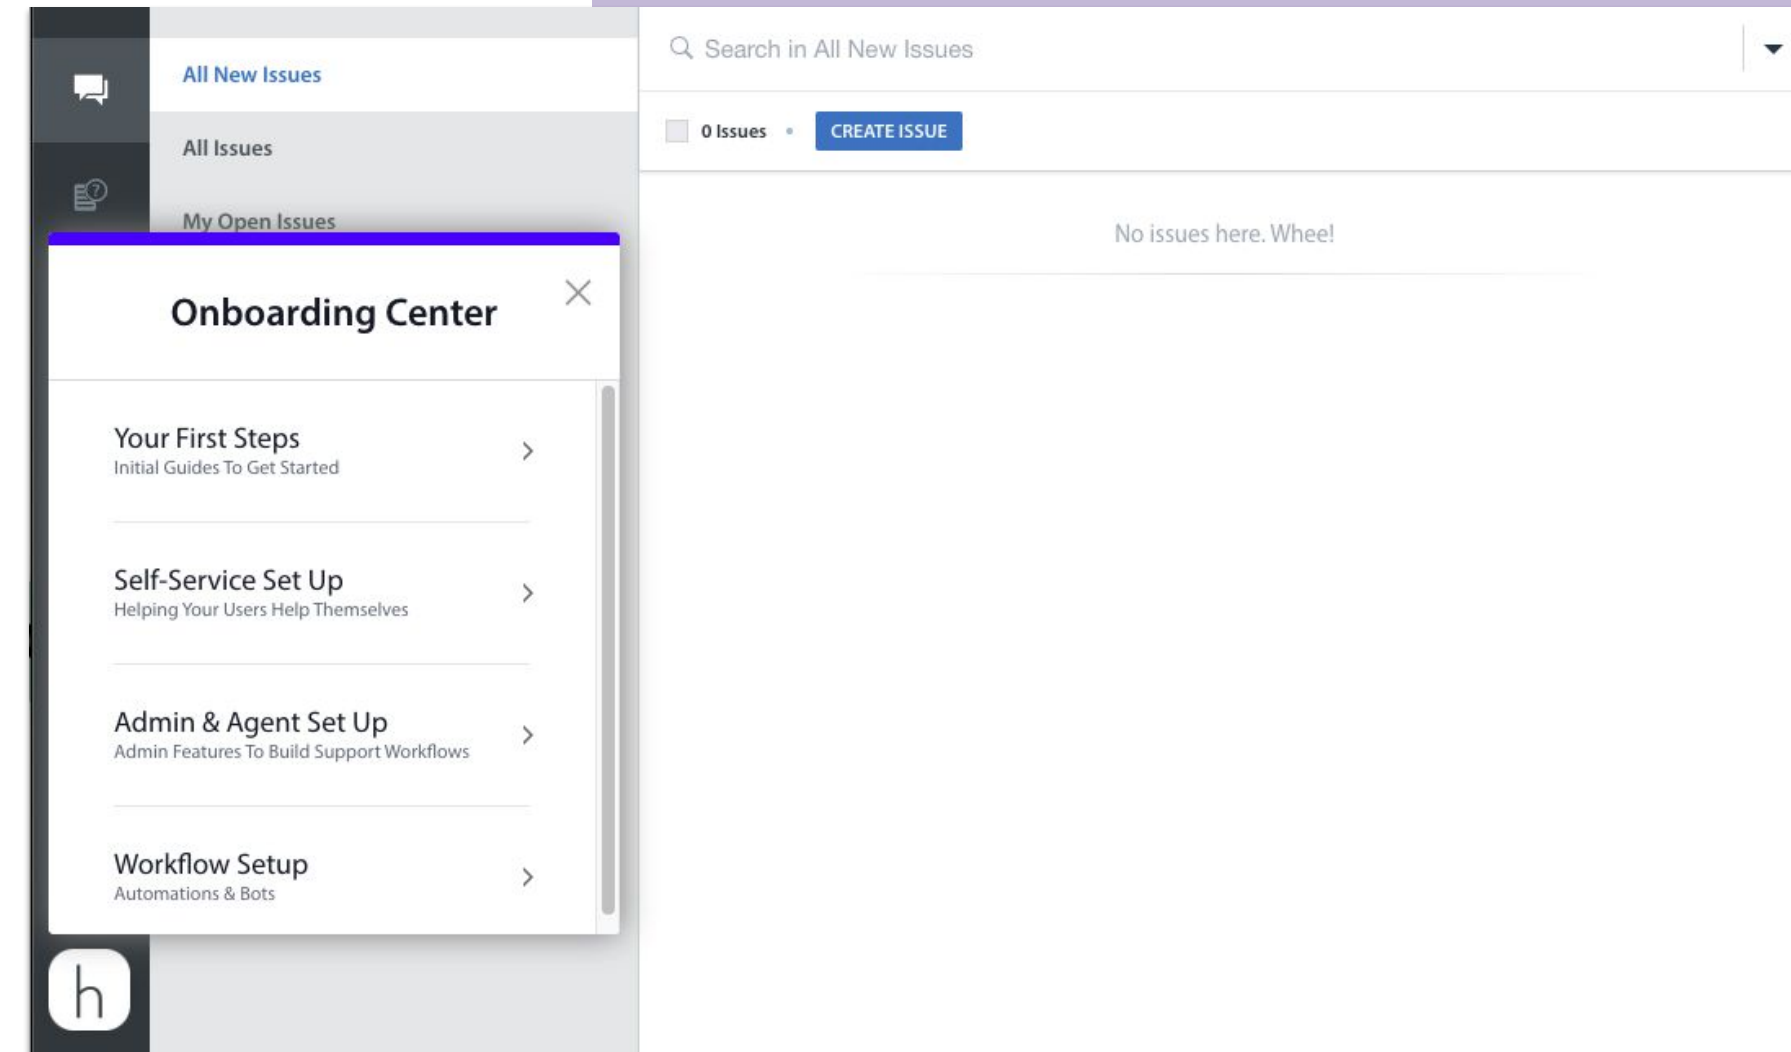 All New Issues
All Issues
My Open Issues
Search in All New Issues
0 Issues • CREATE ISSUE
No issues here. Whee!
Onboarding Center
Your First Steps
Initial Guides To Get Started
Self-Service Set Up
Helping Your Users Help Themselves
Admin & Agent Set Up
Admin Features To Build Support Workflows
Workflow Setup
Automations & Bots
h